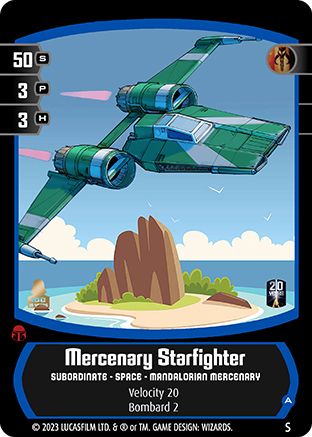 50 S
3 P
3 H
20
Mercenary Starfighter
SUBORDINATE - SPACE - MANDALORIAN MERCENARY
Velocity 20
Bombard 2
A
© 2023 LUCASFILM LTD. & ® or TM. GAME DESIGN: WIZARDS.
S